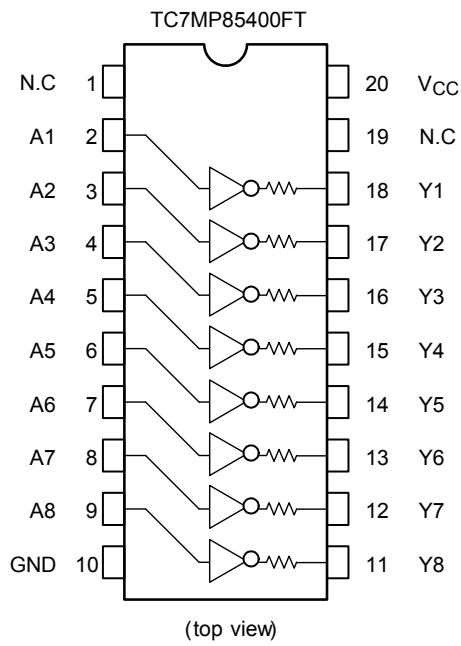 TC7MP85400FT
N.C 1 20 VCC
A1 2 19 N.C
A2 3 18 Y1
A3 4 17 Y2
A4 5 16 Y3
A5 6 15 Y4
A6 7 14 Y5
A7 8 13 Y6
A8 9 12 Y7
GND 10 11 Y8
(top view)